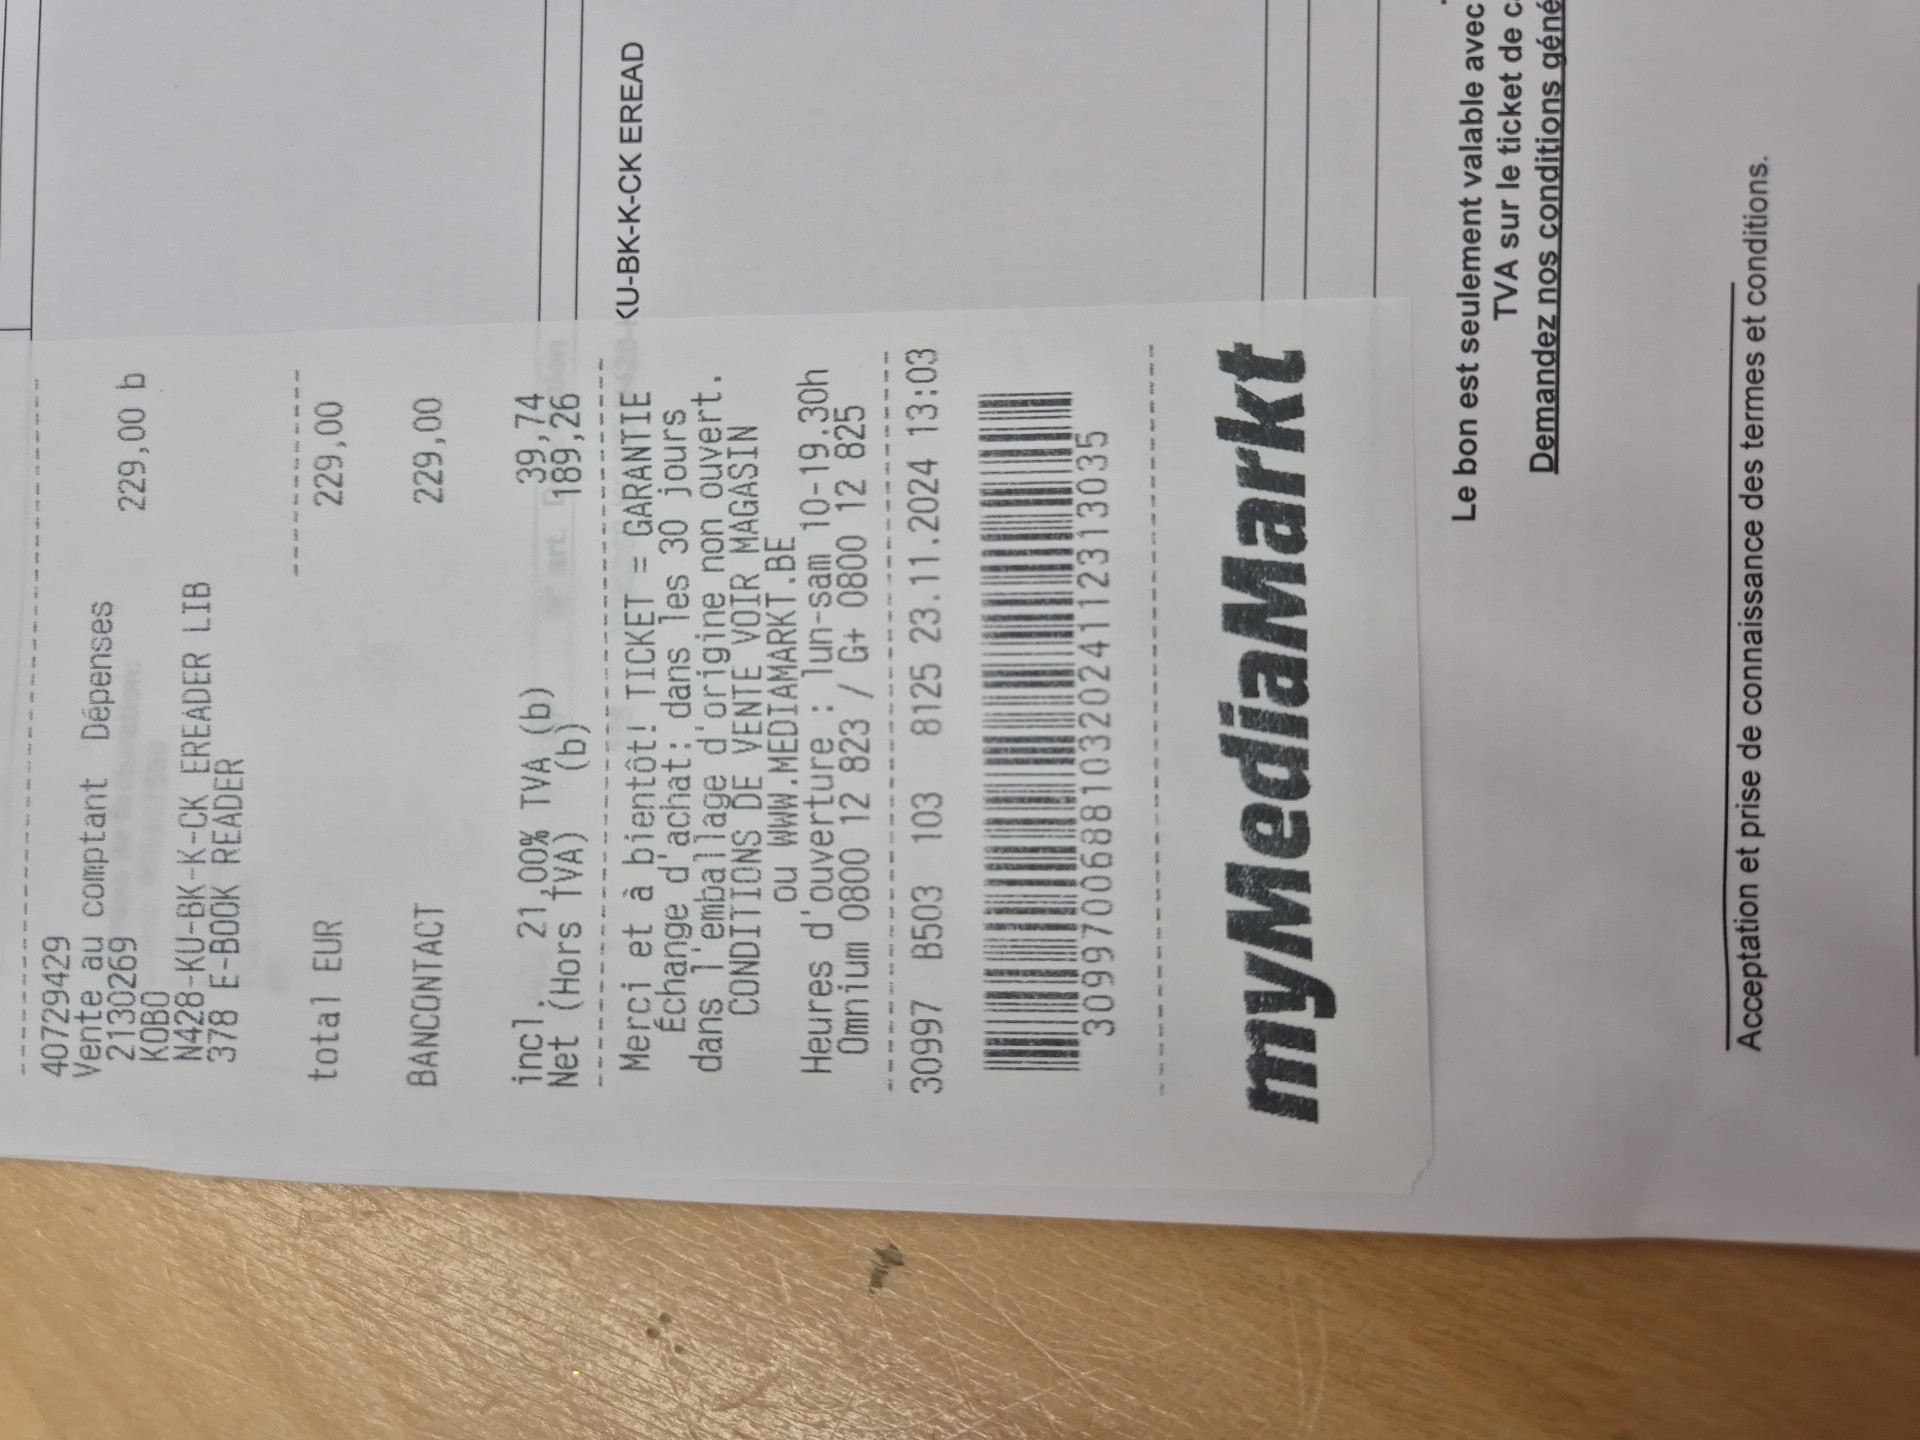 40729429
Vente au comptant Dépenses
21302269 229,00 b
KOBO
N428-KU-BK-K-CK EREADER LIB
378 E-BOOK READER
total EUR 229,00
BANCONTACT 229,00
incl. 21,00% TVA (b) 39,74
Net (Hors TVA) (b) 189,26
Merci et à bientôt! TICKET = GARANTIE
Échange d'achat: dans les 30 jours
dans l'emballage d'origine non ouvert.
CONDITIONS DE VENTE VOIR MAGASIN
ou WWW.MEDIAMARKT.BE
Heures d'ouverture : lun-sam 10-19.30h
Omnium 0800 12 823 / G+ 0800 12 825
30997 B503 103 8125 23.11.2024 13:03
3099700688103202411231303​5
myMediaMarkt
KU-BK-K-CK EREAD
Le bon est seulement valable avec
TVA sur le ticket de
Demandez nos conditions
Acceptation et prise de connaissance des termes et conditions.